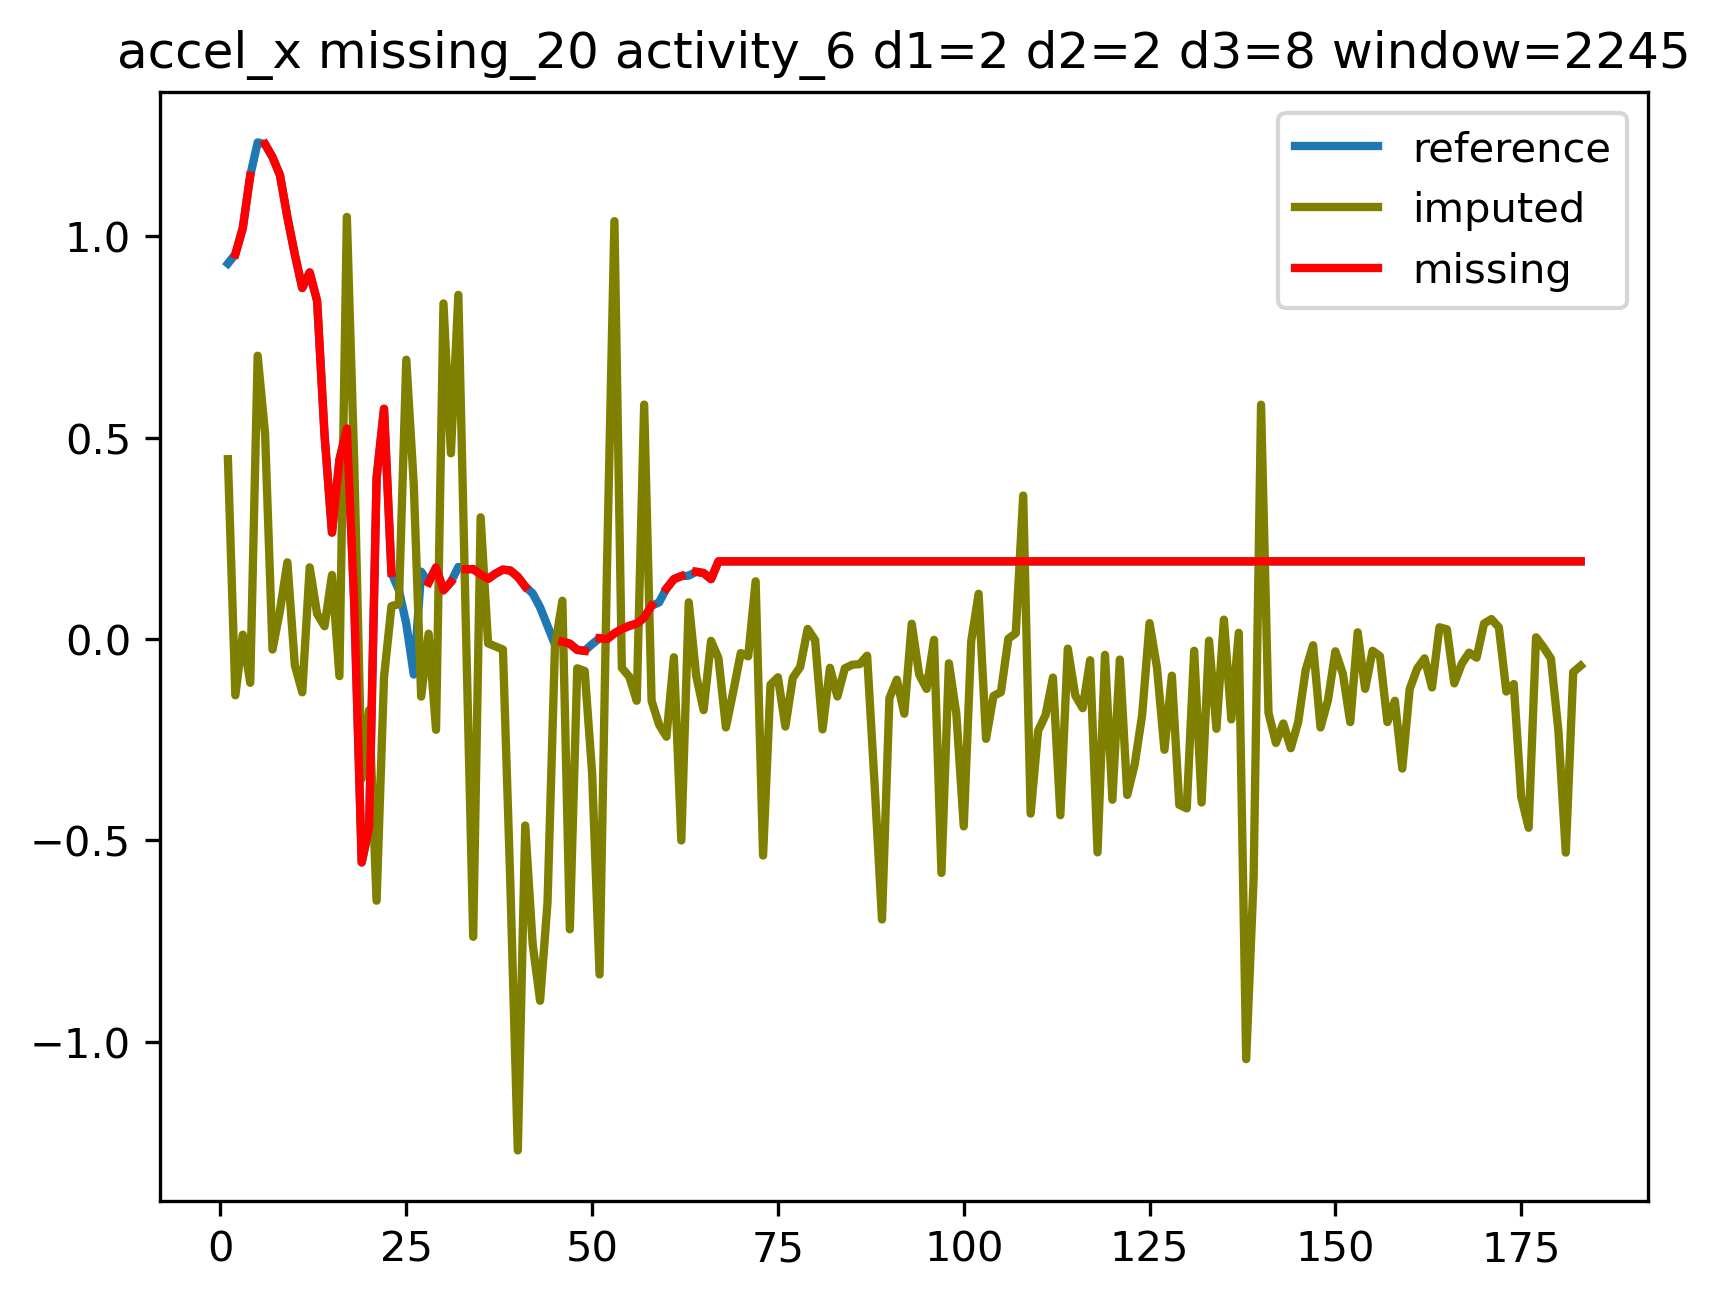 accel_x missing_20 activity_6 d1=2 d2=2 d3=8 window=2245
reference
imputed
missing
1.0
0.5
0.0
−0.5
−1.0
0 25 50 75 100 125 150 175